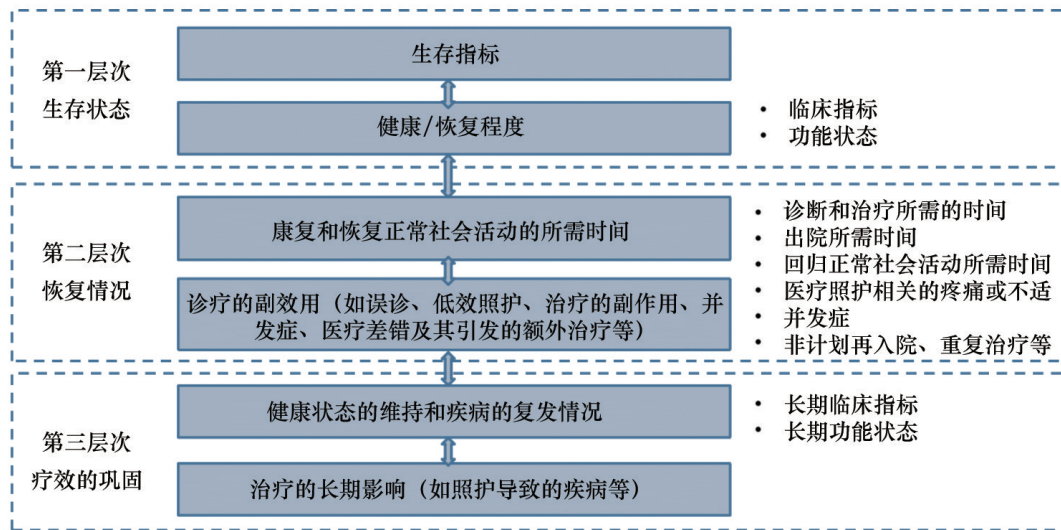 第一层次
生存状态
生存指标
健康/恢复程度
• 临床指标
• 功能状态
第二层次
恢复情况
康复和恢复正常社会活动的所需时间
诊疗的副效用（如误诊、低效照护、治疗的副作用、并
发症、医疗差错及其引发的额外治疗等）
• 诊断和治疗所需的时间
• 出院所需时间
• 回归正常社会活动所需时间
• 医疗照护相关的疼痛或不适
• 并发症
• 非计划再入院、重复治疗等
第三层次
疗效的巩固
健康状态的维持和疾病的复发情况
治疗的长期影响（如照护导致的疾病等）
• 长期临床指标
• 长期功能状态